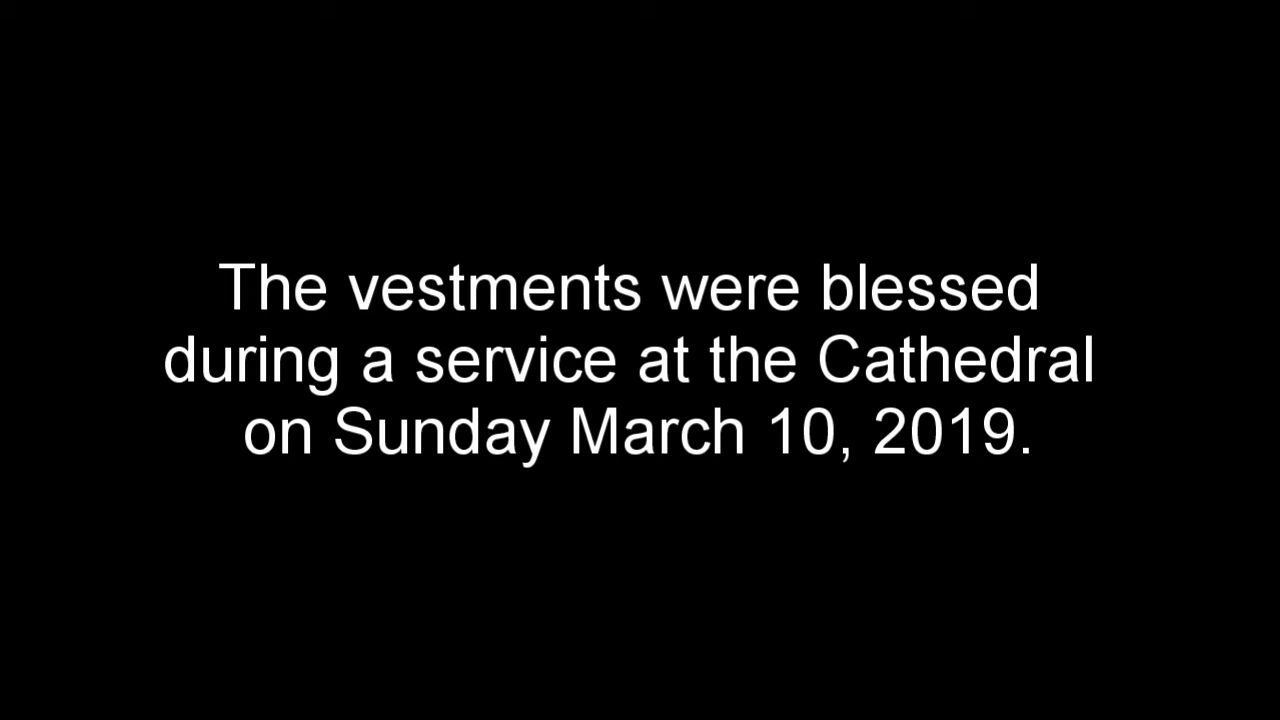 The vestments were blessed
during a service at the Cathedral
on Sunday March 10, 2019.